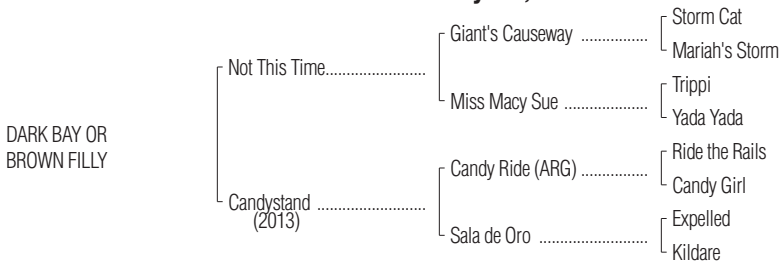 Giant's Causeway ................
Storm Cat
Mariah's Storm
Not This Time........................
Miss Macy Sue ....................
Trippi
Yada Yada
DARK BAY OR
BROWN FILLY
Candystand ..........................
(2013)
Candy Ride (ARG) ................
Ride the Rails
Candy Girl
Sala de Oro ..........................
Expelled
Kildare